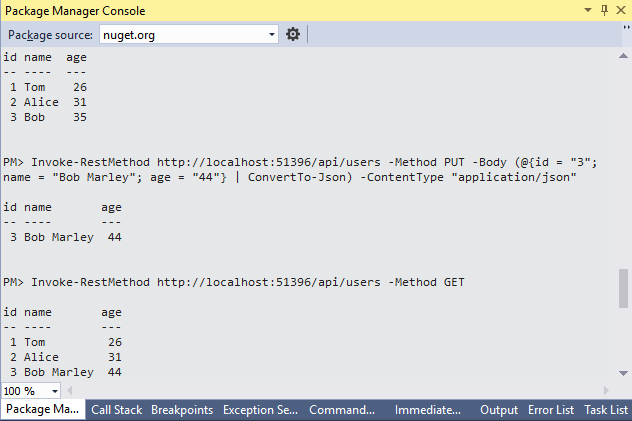 Package Manager Console
Package source: nuget.org
id name  age
-- ----  ---
 1 Tom    26
 2 Alice  31
 3 Bob    35
PM> Invoke-RestMethod http://localhost:51396/api/users -Method PUT -Body (@{id = "3";
name = "Bob Marley"; age = "44"} | ConvertTo-Json) -ContentType "application/json"
id name       age
-- ----       ---
 3 Bob Marley  44
PM> Invoke-RestMethod http://localhost:51396/api/users -Method GET
id name       age
-- ----       ---
 1 Tom         26
 2 Alice       31
 3 Bob Marley  44
100 %
Package Ma... Call Stack Breakpoints Exception Se... Command... Immediate... Output Error List Task List